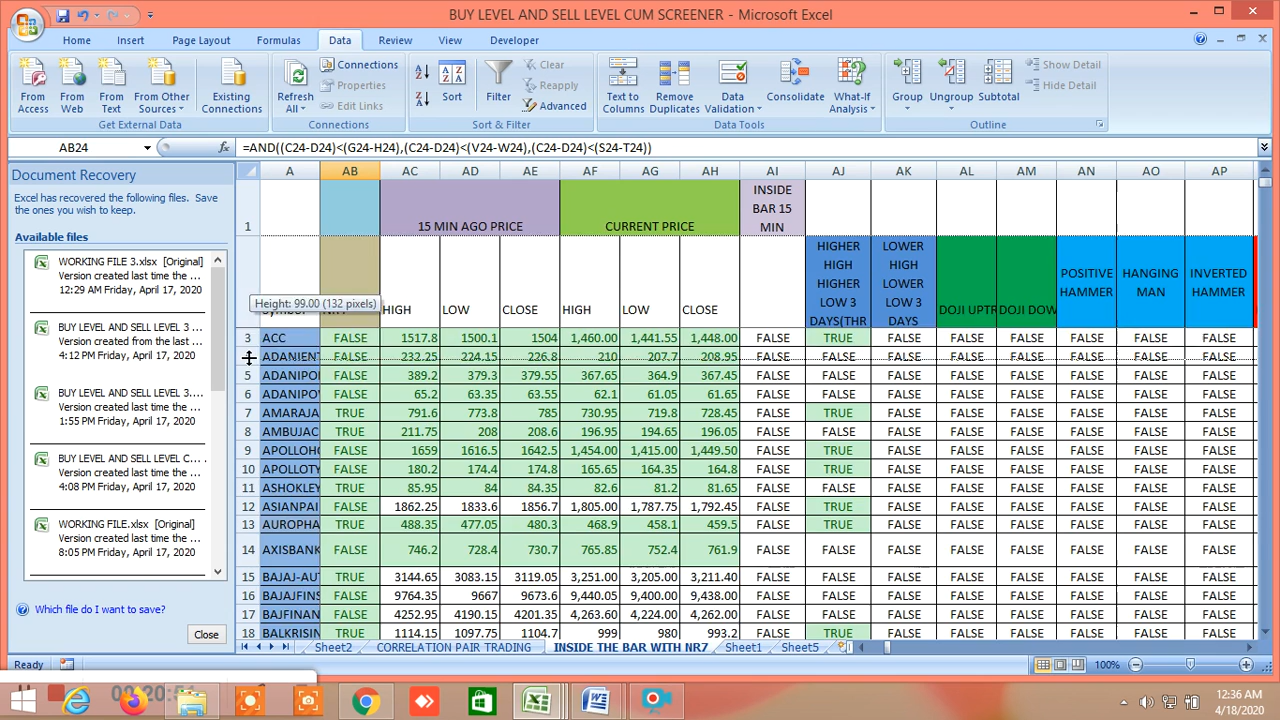 BUY LEVEL AND SELL LEVEL CUM SCREENER - Microsoft Excel
Home Insert Page Layout Formulas Data Review View Developer
From Access
From Web
From Text
From Other Sources
Existing Connections
Refresh All
Connections
Properties
Edit Links
Sort
Filter
Clear
Reapply
Advanced
Text to Columns
Remove Duplicates
Data Validation
Consolidate
What-If Analysis
Group
Ungroup
Subtotal
Show Detail
Hide Detail
Get External Data Connections Sort & Filter Data Tools Outline
AB24 =AND((C24-D24)<(G24-H24),(C24-D24)<(V24-W24),(C24-D24)<(S24-T24))
Document Recovery
Excel has recovered the following files. Save the ones you wish to keep.
Available files
WORKING FILE 3.xlsx [Original]
Version created last time the ...
12:29 AM Friday, April 17, 2020
BUY LEVEL AND SELL LEVEL 3 ...
Version created from the last ...
4:12 PM Friday, April 17, 2020
BUY LEVEL AND SELL LEVEL 3....
Version created last time the ...
1:55 PM Friday, April 17, 2020
BUY LEVEL AND SELL LEVEL C... .
Version created last time the ...
4:08 PM Friday, April 17, 2020
WORKING FILE.xlsx [Original]
Version created last time the ...
8:05 PM Friday, April 17, 2020
Which file do I want to save?
Close
A AB AC AD AE AF AG AH AI AJ AK AL AM AN AO AP
1 15 MIN AGO PRICE CURRENT PRICE INSIDE BAR 15 MIN
Height: 99.00 (132 pixels)
HIGH LOW CLOSE HIGH LOW CLOSE HIGHER HIGH HIGHER LOW 3 DAYS(THR LOWER HIGH LOWER LOW 3 DAYS DOJI UPTR DOJI DOW POSITIVE HAMMER HANGING MAN INVERTED HAMMER
3 ACC FALSE 1517.8 1500.1 1504 1,460.00 1,441.55 1,448.00 FALSE TRUE FALSE FALSE FALSE FALSE FALSE FALSE
ADANIENT FALSE 232.25 224.15 226.8 210 207.7 208.95 FALSE FALSE FALSE FALSE FALSE FALSE FALSE FALSE
5 ADANIPO FALSE 389.2 379.3 379.55 367.65 364.9 367.45 FALSE FALSE FALSE FALSE FALSE FALSE FALSE FALSE
6 ADANIPO FALSE 65.2 63.35 63.55 62.1 61.05 61.65 FALSE FALSE FALSE FALSE FALSE FALSE FALSE FALSE
7 AMARAJA TRUE 791.6 773.8 785 730.95 719.8 728.45 FALSE TRUE FALSE FALSE FALSE FALSE FALSE FALSE
8 AMBUJAC TRUE 211.75 208 208.6 196.95 194.65 196.05 FALSE FALSE FALSE FALSE FALSE FALSE FALSE FALSE
9 APOLLOHO FALSE 1659 1616.5 1642.5 1,454.00 1,415.00 1,449.50 FALSE TRUE FALSE FALSE FALSE FALSE FALSE FALSE
10 APOLLOTY FALSE 180.2 174.4 174.8 165.65 164.35 164.8 FALSE TRUE FALSE FALSE FALSE FALSE FALSE FALSE
11 ASHOKLEY TRUE 85.95 84 84.35 82.6 81.2 81.65 FALSE FALSE FALSE FALSE FALSE FALSE FALSE FALSE
12 ASIANPAI FALSE 1862.25 1833.6 1856.7 1,805.00 1,787.75 1,792.45 FALSE TRUE FALSE FALSE FALSE FALSE FALSE FALSE
13 AUROPHA TRUE 488.35 477.05 480.3 468.9 458.1 459.5 FALSE TRUE FALSE FALSE FALSE FALSE FALSE FALSE
14 AXISBANK FALSE 746.2 728.4 730.7 765.85 752.4 761.9 FALSE FALSE FALSE FALSE FALSE FALSE FALSE FALSE
15 BAJAJ-AUT TRUE 3144.65 3083.15 3119.05 3,251.00 3,205.00 3,211.40 FALSE FALSE FALSE FALSE FALSE FALSE FALSE FALSE
16 BAJAJFINS FALSE 9764.35 9667 9673.6 9,440.05 9,400.00 9,438.00 FALSE FALSE FALSE FALSE FALSE FALSE FALSE FALSE
17 BAJFINAN FALSE 4252.95 4190.15 4201.35 4,263.60 4,224.00 4,262.00 FALSE FALSE FALSE FALSE FALSE FALSE FALSE FALSE
18 BALKRISIN TRUE 1114.15 1097.75 1104.7 999 980 993.2 FALSE TRUE FALSE FALSE FALSE FALSE FALSE FALSE
Sheet2 CORRELATION PAIR TRADING INSIDE THE BAR WITH NR7 Sheet1 Sheet5
Ready 100%
12:36 AM
4/18/2020